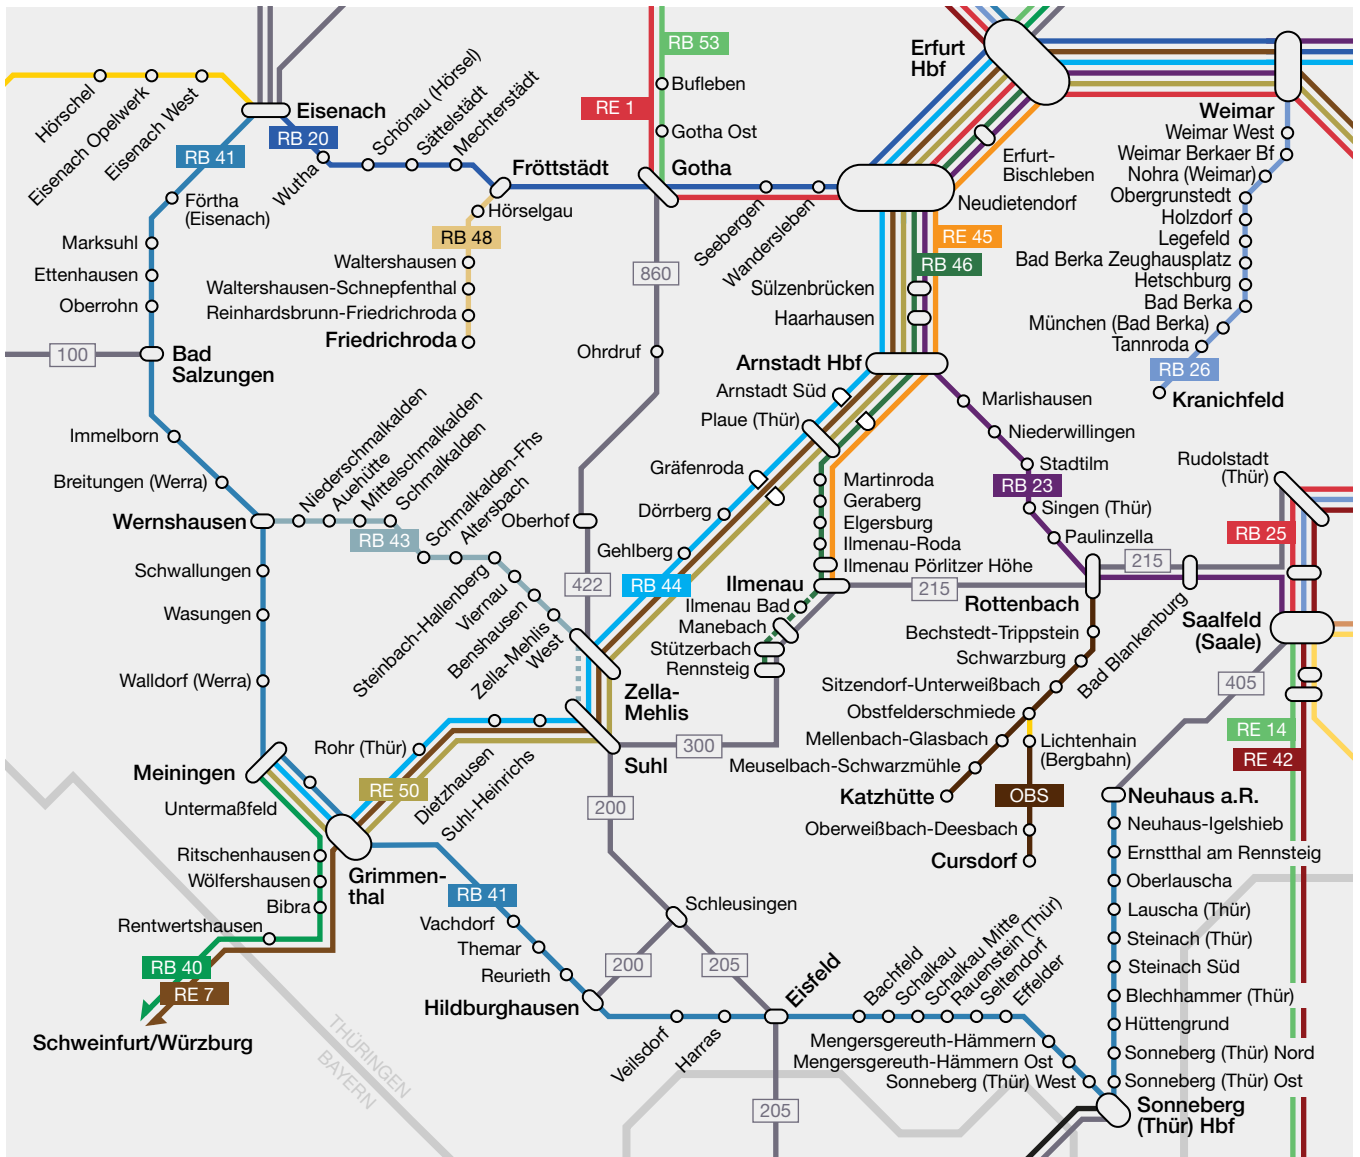 RB 53
RE 1
Bufleben
Gotha Ost
Gotha
Erfurt
Hbf
Weimar
Weimar West
Weimar Berkaer Bf
Nohra (Weimar)
Obergrunstedt
Holzdorf
Legefeld
Bad Berka Zeughausplatz
Hetschburg
Bad Berka
München (Bad Berka)
Tannroda
RB 26
Kranichfeld
Hörschel
Eisenach Opelwerk
Eisenach West
Eisenach
RB 20
RB 41
Wutha
Schönau (Hörsel)
Sättelstädt
Mechterstädt
Fröttstädt
Hörselgau
RB 48
Waltershausen
Waltershausen-Schnepfenthal
Reinhardsbrunn-Friedrichroda
Friedrichroda
Förtha
(Eisenach)
Marksuhl
Ettenhausen
Oberrohn
100
Bad
Salzungen
Immelborn
Breitungen (Werra)
Wernshausen
Seebergen
Wandersleben
Erfurt-
Bischleben
Neudietendorf
RE 45
RB 46
Sülzenbrücken
Haarhausen
Arnstadt Hbf
Arnstadt Süd
Plaue (Thür)
Gräfenroda
Dörrberg
Gehlberg
RB 44
860
Ohrdruf
Oberhof
422
Niederschmalkalden
Auehütte
Mittelschmalkalden
Schmalkalden
RB 43
Schmalkalden-Fhs
Altersbach
Steinbach-Hallenberg
Viernau
Benshausen
Zella-Mehlis
West
Zella-
Mehlis
Suhl
Marlishausen
Niederwillingen
Stadtilm
RB 23
Singen (Thür)
Paulinzella
Martinroda
Geraberg
Elgersburg
Ilmenau-Roda
Ilmenau Pörlitzer Höhe
Ilmenau
Ilmenau Bad
Manebach
Stützerbach
Rennsteig
300
215
215
Rottenbach
Bad Blankenburg
Rudolstadt
(Thür)
RB 25
Saalfeld
(Saale)
405
RE 14
RE 42
Bechstedt-Trippstein
Schwarzburg
Sitzendorf-Unterweißbach
Obstfelderschmiede
Mellenbach-Glasbach
Meuselbach-Schwarzmühle
Katzhütte
Lichtenhain
(Bergbahn)
OBS
Oberweißbach-Deesbach
Cursdorf
Schwallungen
Wasungen
Walldorf (Werra)
Meiningen
Untermaßfeld
Rohr (Thür)
RE 50
Dietzhausen
Suhl-Heinrichs
Grimmen-
thal
Ritschenhausen
Wölfershausen
Bibra
Rentwertshausen
RB 40
RE 7
Schweinfurt/Würzburg
THÜRINGEN
BAYERN
RB 41
Vachdorf
Themar
Reurieth
Hildburghausen
200
Schleusingen
200
205
Eisfeld
205
Veilsdorf
Harras
Bachfeld
Schalkau
Schalkau Mitte
Rauenstein (Thür)
Seltendorf
Effelder
Mengersgereuth-Hämmern
Mengersgereuth-Hämmern Ost
Sonneberg (Thür) West
Neuhaus a.R.
Neuhaus-Igelshieb
Ernstthal am Rennsteig
Oberlauscha
Lauscha (Thür)
Steinach (Thür)
Steinach Süd
Blechhammer (Thür)
Hüttengrund
Sonneberg (Thür) Nord
Sonneberg (Thür) Ost
Sonneberg
(Thür) Hbf